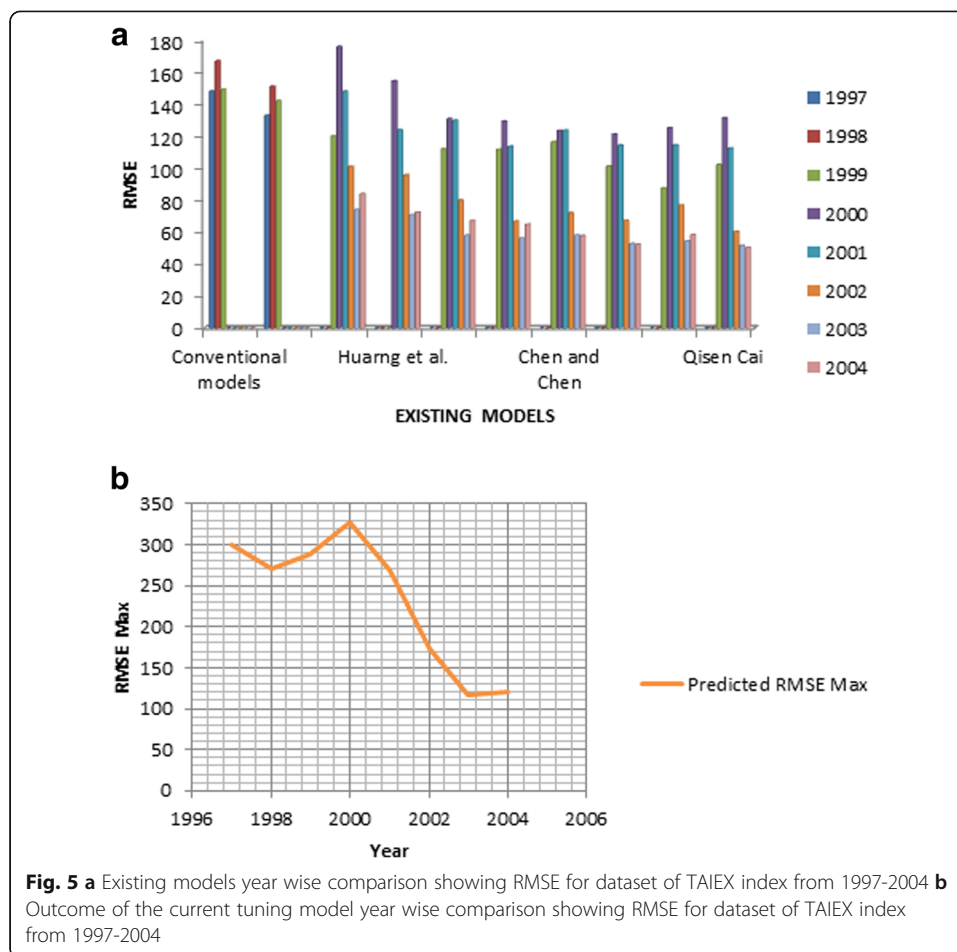 a
180
160
140
120
100
80
60
40
20
0
RMSE
Conventional models
Huarng et al.
Chen and Chen
Qisen Cai
EXISTING MODELS
1997
1998
1999
2000
2001
2002
2003
2004
b
350
300
250
200
150
100
50
0
RMSE Max
1996
1998
2000
2002
2004
2006
Year
Predicted RMSE Max
Fig. 5 a Existing models year wise comparison showing RMSE for dataset of TAIEX index from 1997-2004 b
Outcome of the current tuning model year wise comparison showing RMSE for dataset of TAIEX index
from 1997-2004